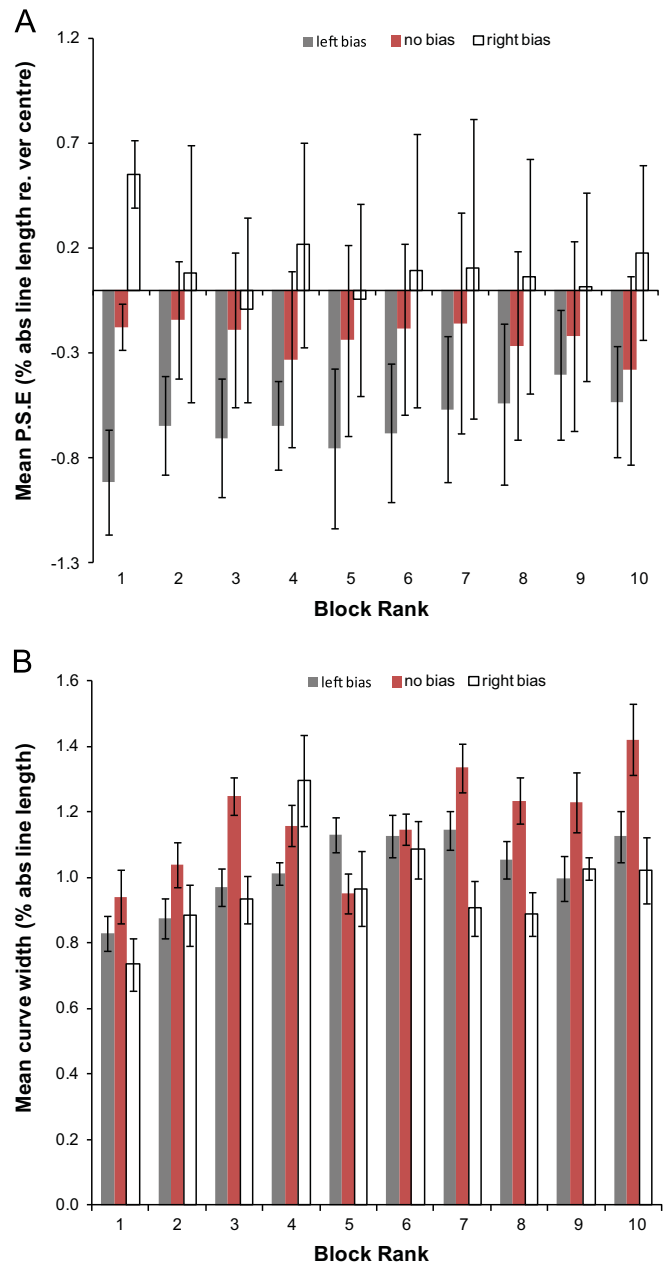 A
1.2
left bias no bias right bias
0.7
0.2
-0.3
-0.8
-1.3
Mean P.S.E (% abs line length re. ver centre)
1 2 3 4 5 6 7 8 9 10
Block Rank
B
1.6
left bias no bias right bias
1.4
1.2
1.0
0.8
0.6
0.4
0.2
0.0
Mean curve width (% abs line length)
1 2 3 4 5 6 7 8 9 10
Block Rank